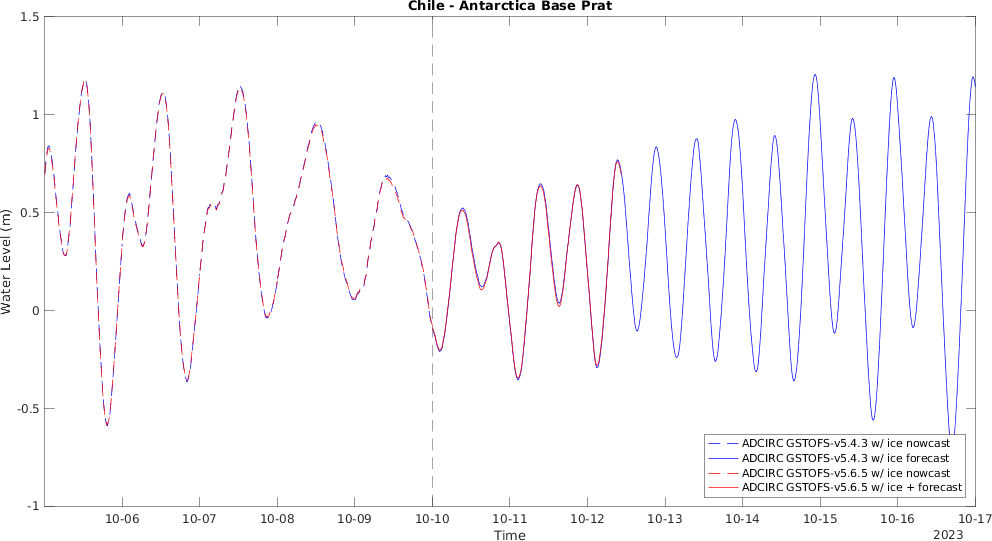 Chile - Antarctica Base Prat
1.5
1
0.5
0
-0.5
-1
Water Level (m)
10-06 10-07 10-08 10-09 10-10 10-11 10-12 10-13 10-14 10-15 10-16 10-17
Time
2023
ADCIRC GSTOFS-v5.4.3 w/ ice nowcast
ADCIRC GSTOFS-v5.4.3 w/ ice forecast
ADCIRC GSTOFS-v5.6.5 w/ ice nowcast
ADCIRC GSTOFS-v5.6.5 w/ ice + forecast